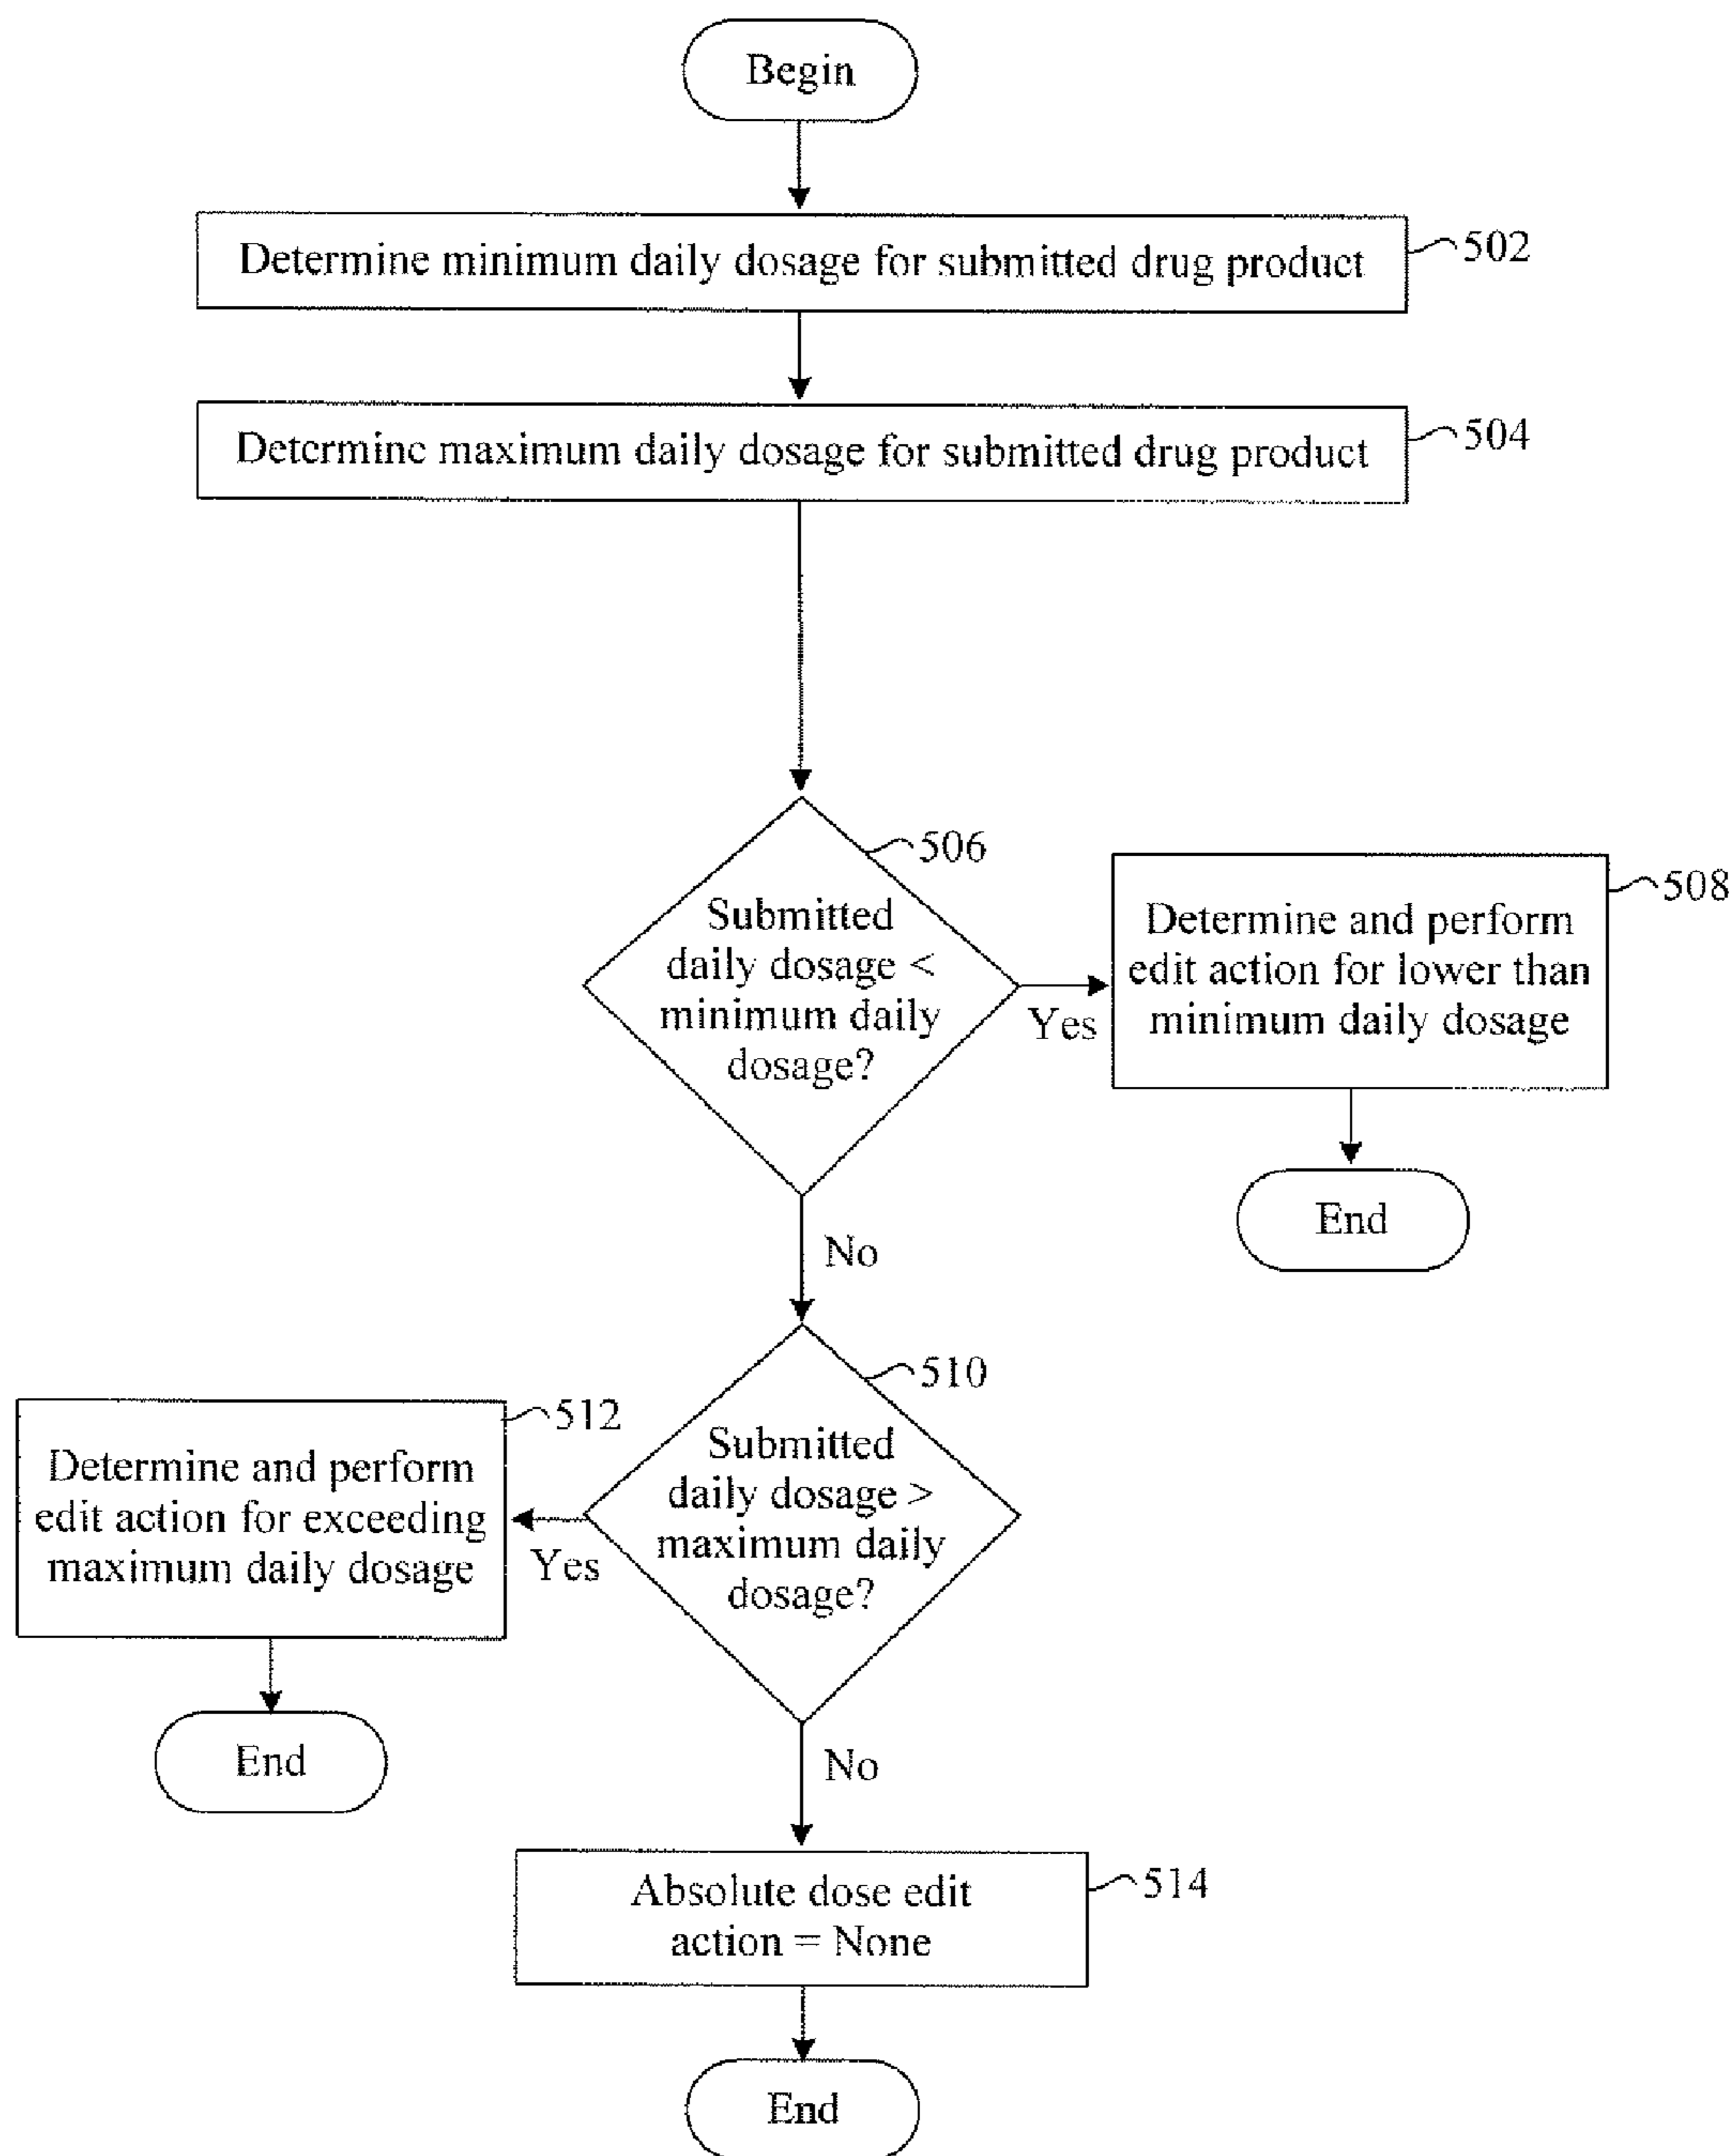 Begin
Determine minimum daily dosage for submitted drug product
502
Determine maximum daily dosage for submitted drug product
504
506
Submitted
daily dosage <
minimum daily
dosage?
Yes
508
Determine and perform
edit action for lower than
minimum daily dosage
End
No
510
Submitted
daily dosage >
maximum daily
dosage?
Yes
512
Determine and perform
edit action for exceeding
maximum daily dosage
End
No
Absolute dose edit
action = None
514
End